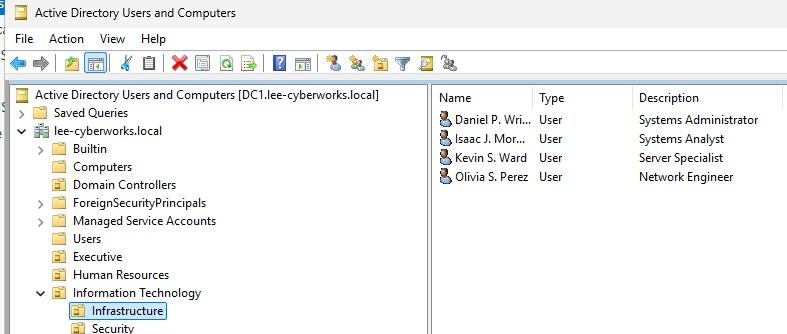 Active Directory Users and Computers
File Action View Help
Active Directory Users and Computers [DC1.lee-cyberworks.local]
Saved Queries
lee-cyberworks.local
Builtin
Computers
Domain Controllers
ForeignSecurityPrincipals
Managed Service Accounts
Users
Executive
Human Resources
Information Technology
Infrastructure
Security
Name Type Description
Daniel P. Wri... User Systems Administrator
Isaac J. Mor... User Systems Analyst
Kevin S. Ward User Server Specialist
Olivia S. Perez User Network Engineer